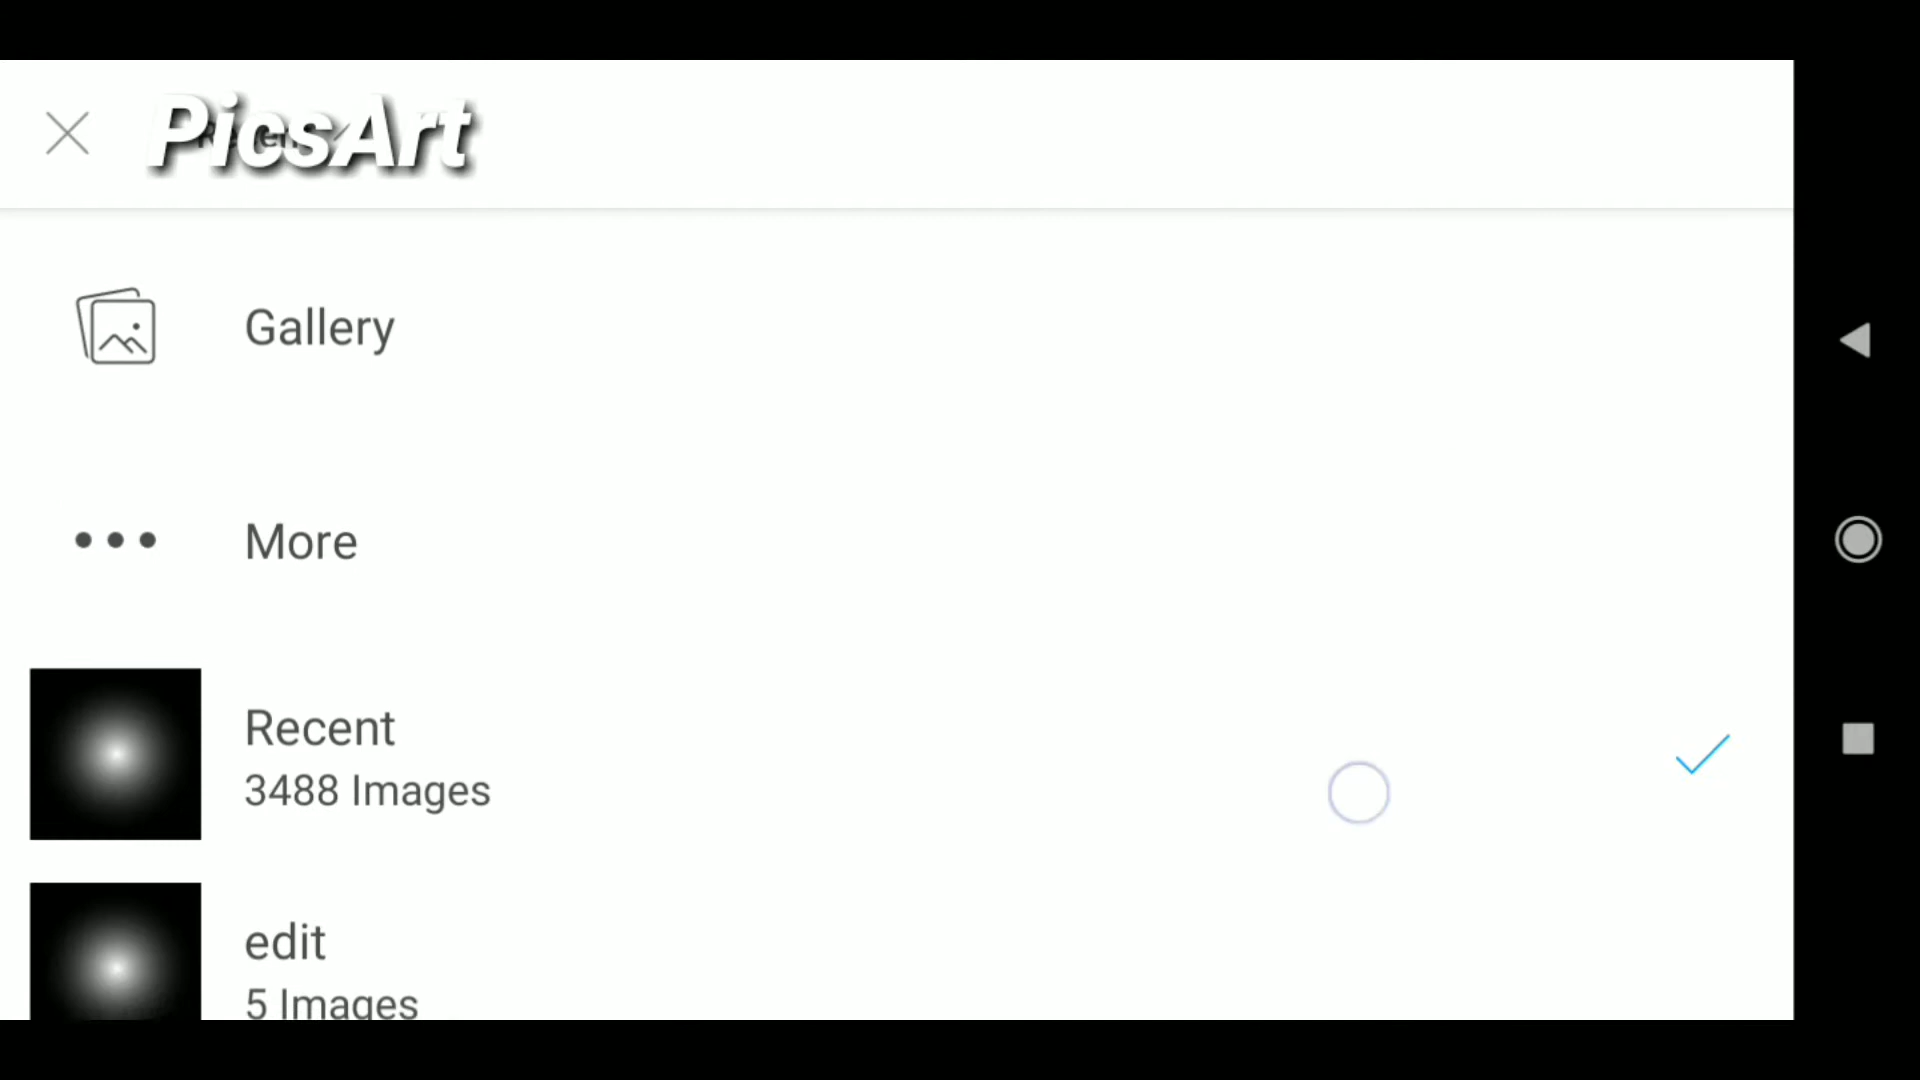 PicsArt
Gallery
More
Recent
3488 Images
edit
5 Images